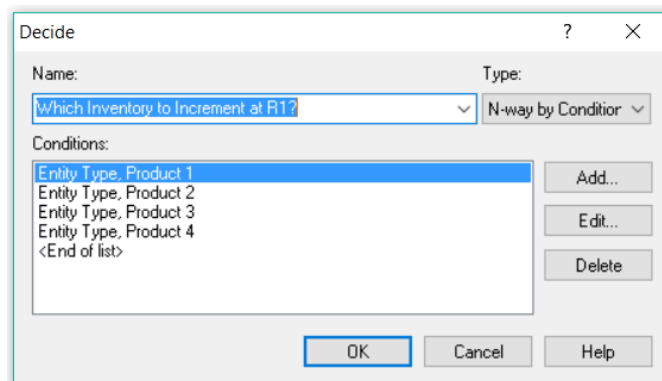 Decide ?
Name: Type:
Which Inventory to Increment at R1? N-way by Condition
Conditions:
Entity Type, Product 1
Entity Type, Product 2
Entity Type, Product 3
Entity Type, Product 4
<End of list>
Add...
Edit...
Delete
OK Cancel Help